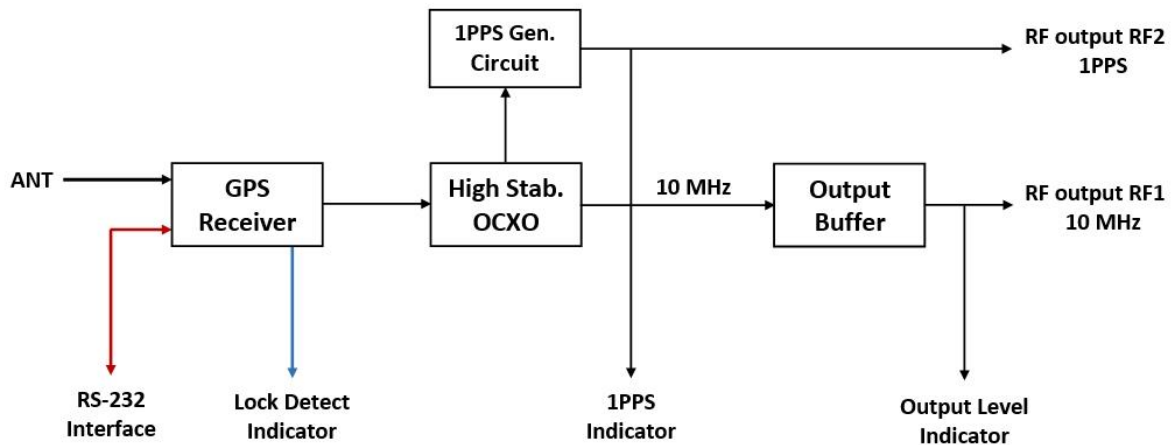 1PPS Gen.
Circuit
RF output RF2
1PPS
ANT
GPS
Receiver
High Stab.
OCXO
10 MHz
Output
Buffer
RF output RF1
10 MHz
RS-232
Interface
Lock Detect
Indicator
1PPS
Indicator
Output Level
Indicator